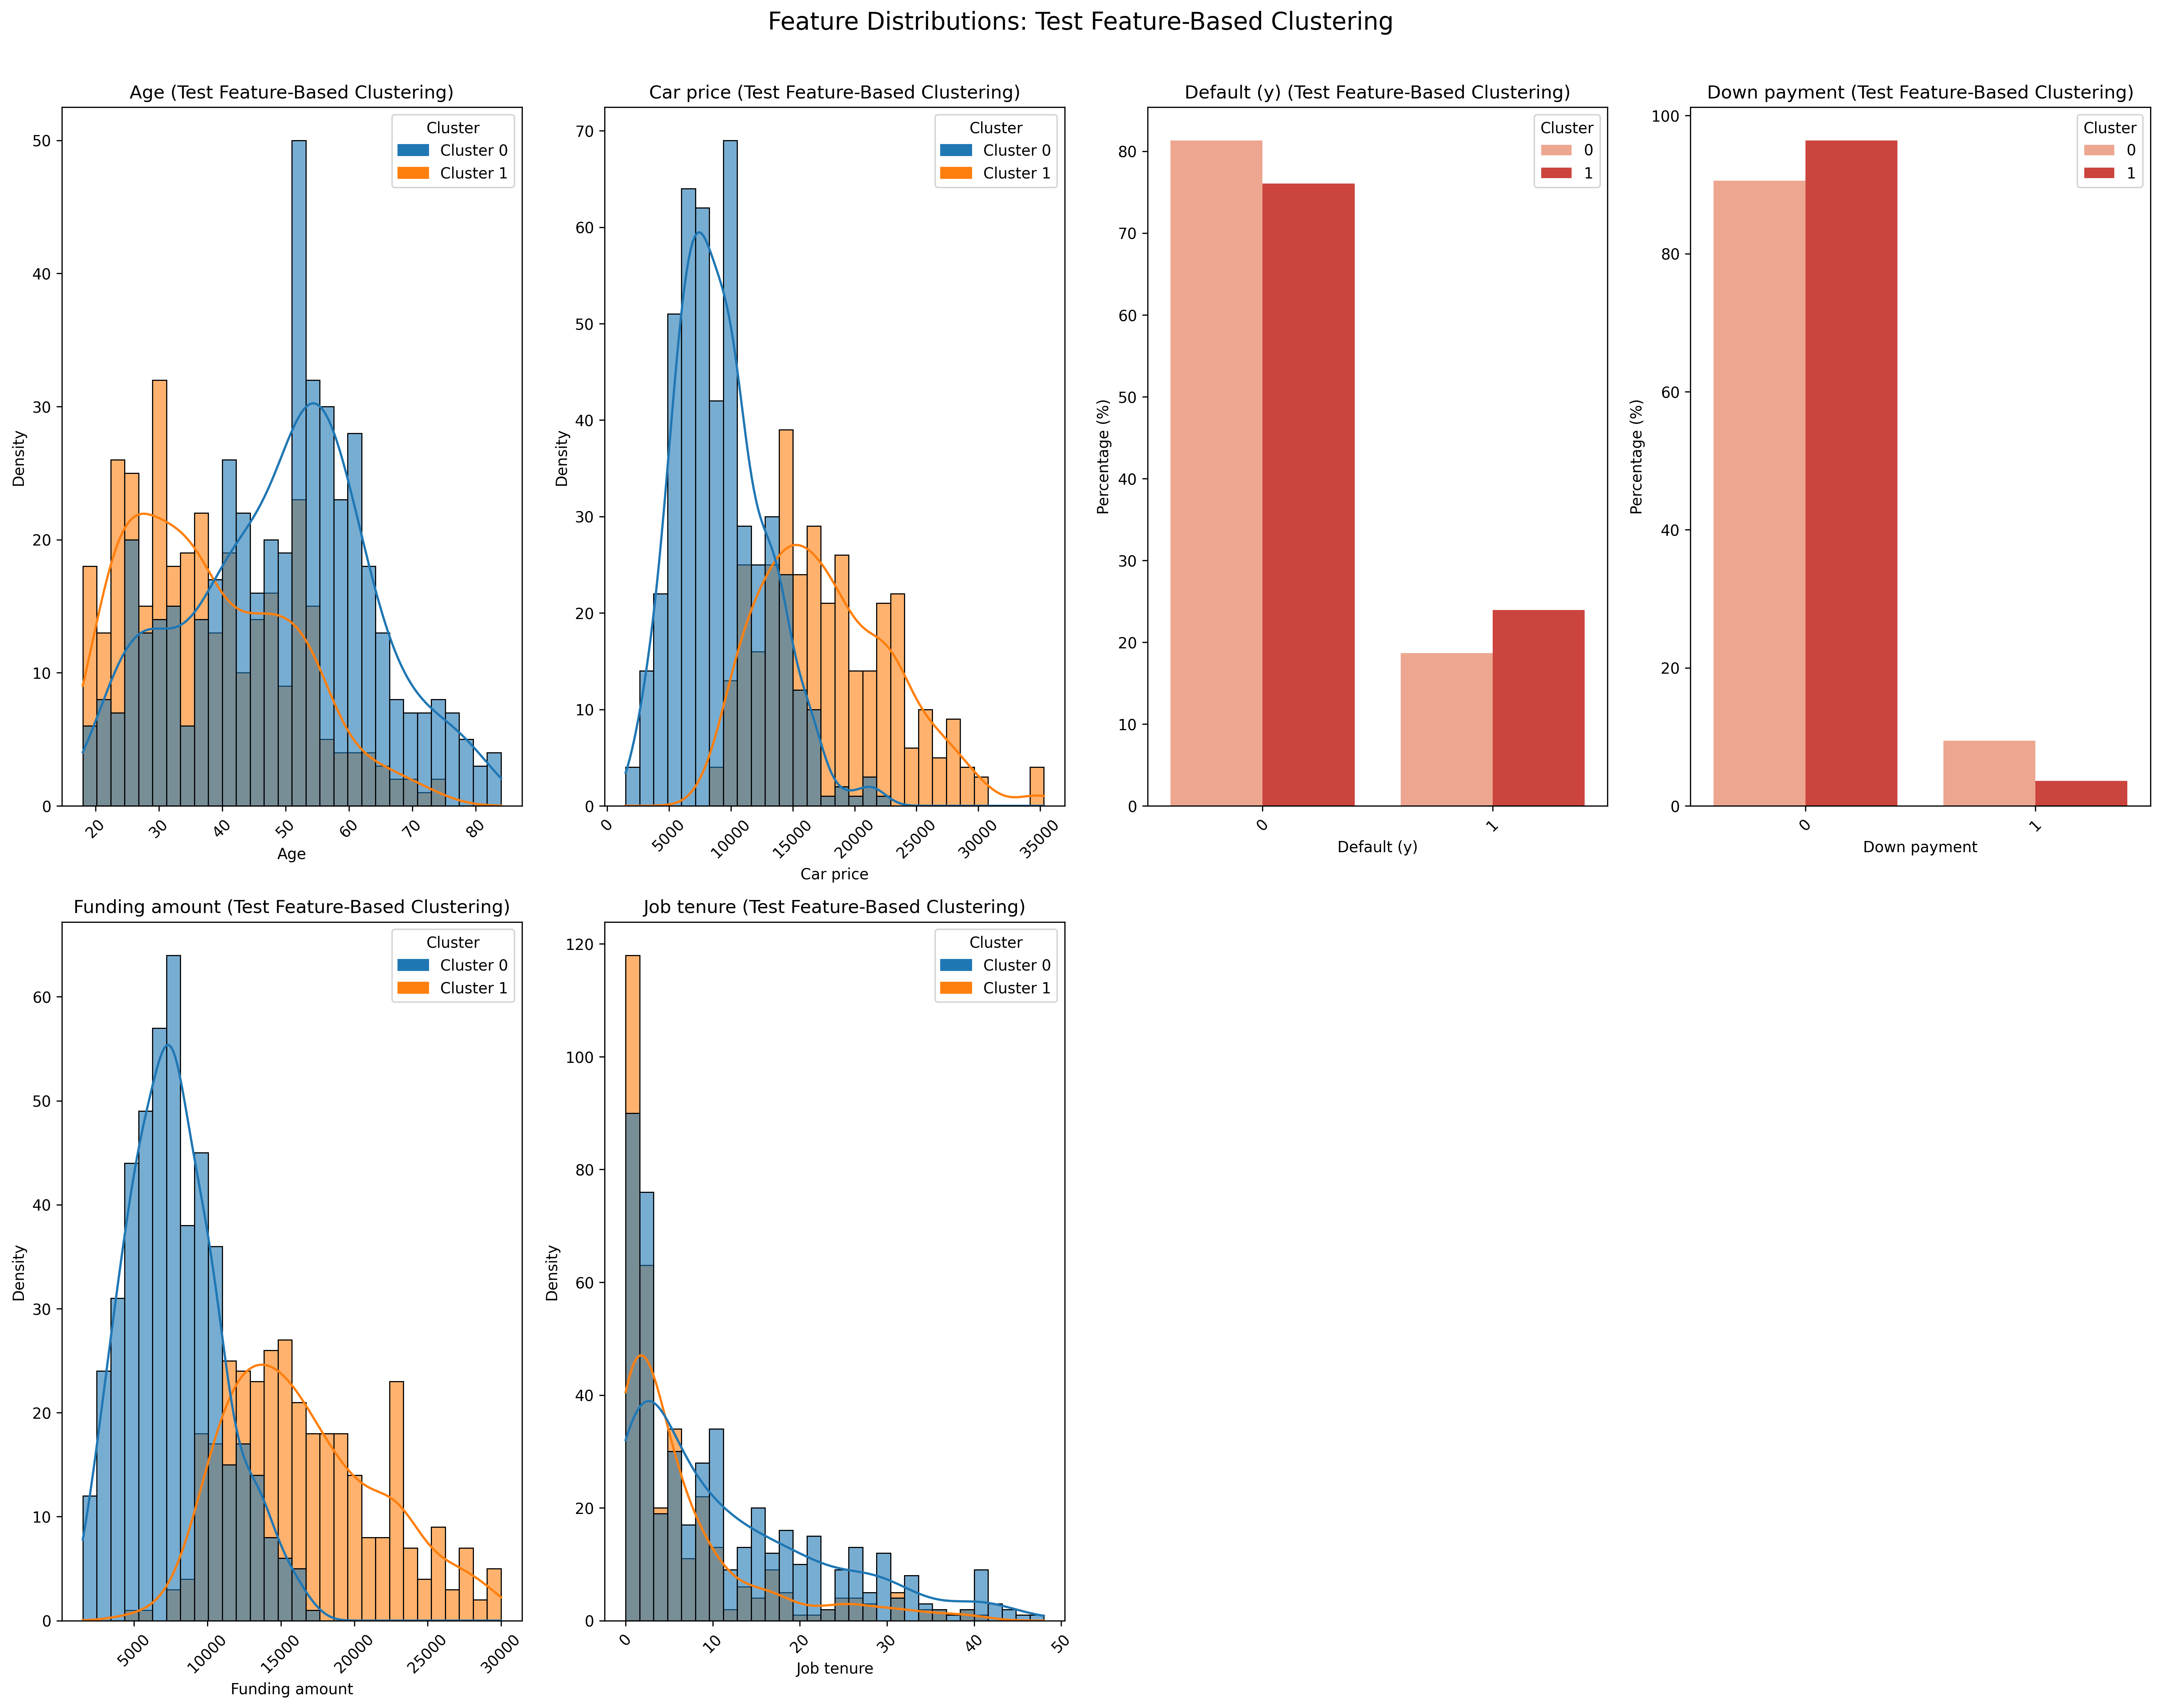 Feature Distributions: Test Feature-Based Clustering
Age (Test Feature-Based Clustering)
Cluster
Cluster 0
Cluster 1
Density
50
40
30
20
10
0
20
30
40
50
60
70
80
Age
Car price (Test Feature-Based Clustering)
Cluster
Cluster 0
Cluster 1
Density
70
60
50
40
30
20
10
0
0
5000
10000
15000
20000
25000
30000
35000
Car price
Default (y) (Test Feature-Based Clustering)
Cluster
0
1
Percentage (%)
80
70
60
50
40
30
20
10
0
0
1
Default (y)
Down payment (Test Feature-Based Clustering)
Cluster
0
1
Percentage (%)
100
80
60
40
20
0
0
1
Down payment
Funding amount (Test Feature-Based Clustering)
Cluster
Cluster 0
Cluster 1
Density
60
50
40
30
20
10
0
5000
10000
15000
20000
25000
30000
Funding amount
Job tenure (Test Feature-Based Clustering)
Cluster
Cluster 0
Cluster 1
Density
120
100
80
60
40
20
0
0
10
20
30
40
50
Job tenure